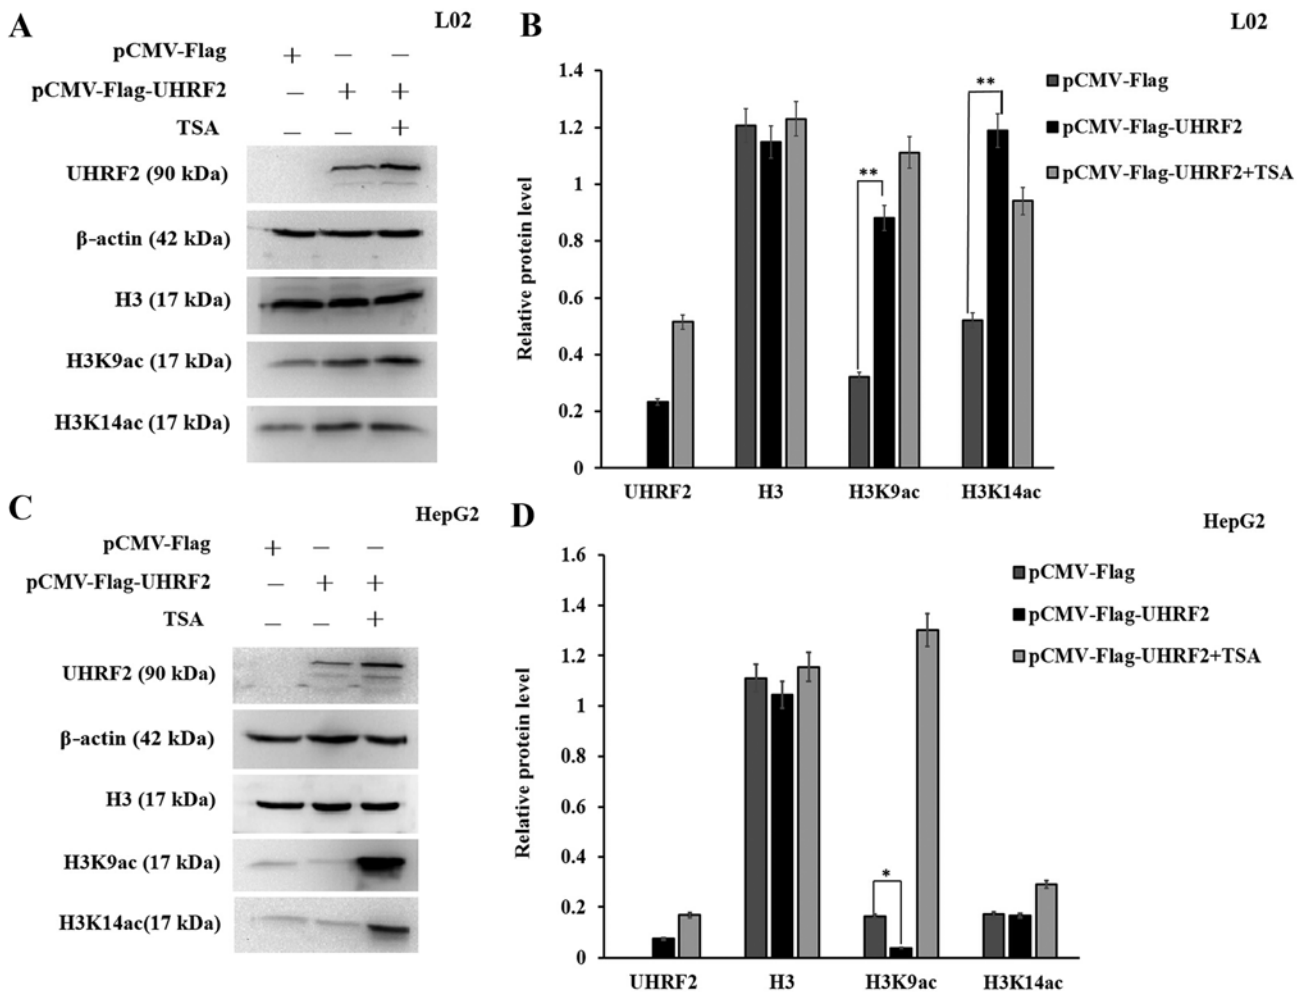 A
L02
pCMV-Flag + — —
pCMV-Flag-UHRF2 — + +
TSA — — +
UHRF2 (90 kDa)
β-actin (42 kDa)
H3 (17 kDa)
H3K9ac (17 kDa)
H3K14ac (17 kDa)
B
L02
Relative protein level
1.4
1.2
1
0.8
0.6
0.4
0.2
0
**
**
UHRF2 H3 H3K9ac H3K14ac
pCMV-Flag
pCMV-Flag-UHRF2
pCMV-Flag-UHRF2+TSA
C
HepG2
pCMV-Flag + — —
pCMV-Flag-UHRF2 — + +
TSA — — +
UHRF2 (90 kDa)
β-actin (42 kDa)
H3 (17 kDa)
H3K9ac (17 kDa)
H3K14ac(17 kDa)
D
HepG2
Relative protein level
1.6
1.4
1.2
1
0.8
0.6
0.4
0.2
0
*
UHRF2 H3 H3K9ac H3K14ac
pCMV-Flag
pCMV-Flag-UHRF2
pCMV-Flag-UHRF2+TSA